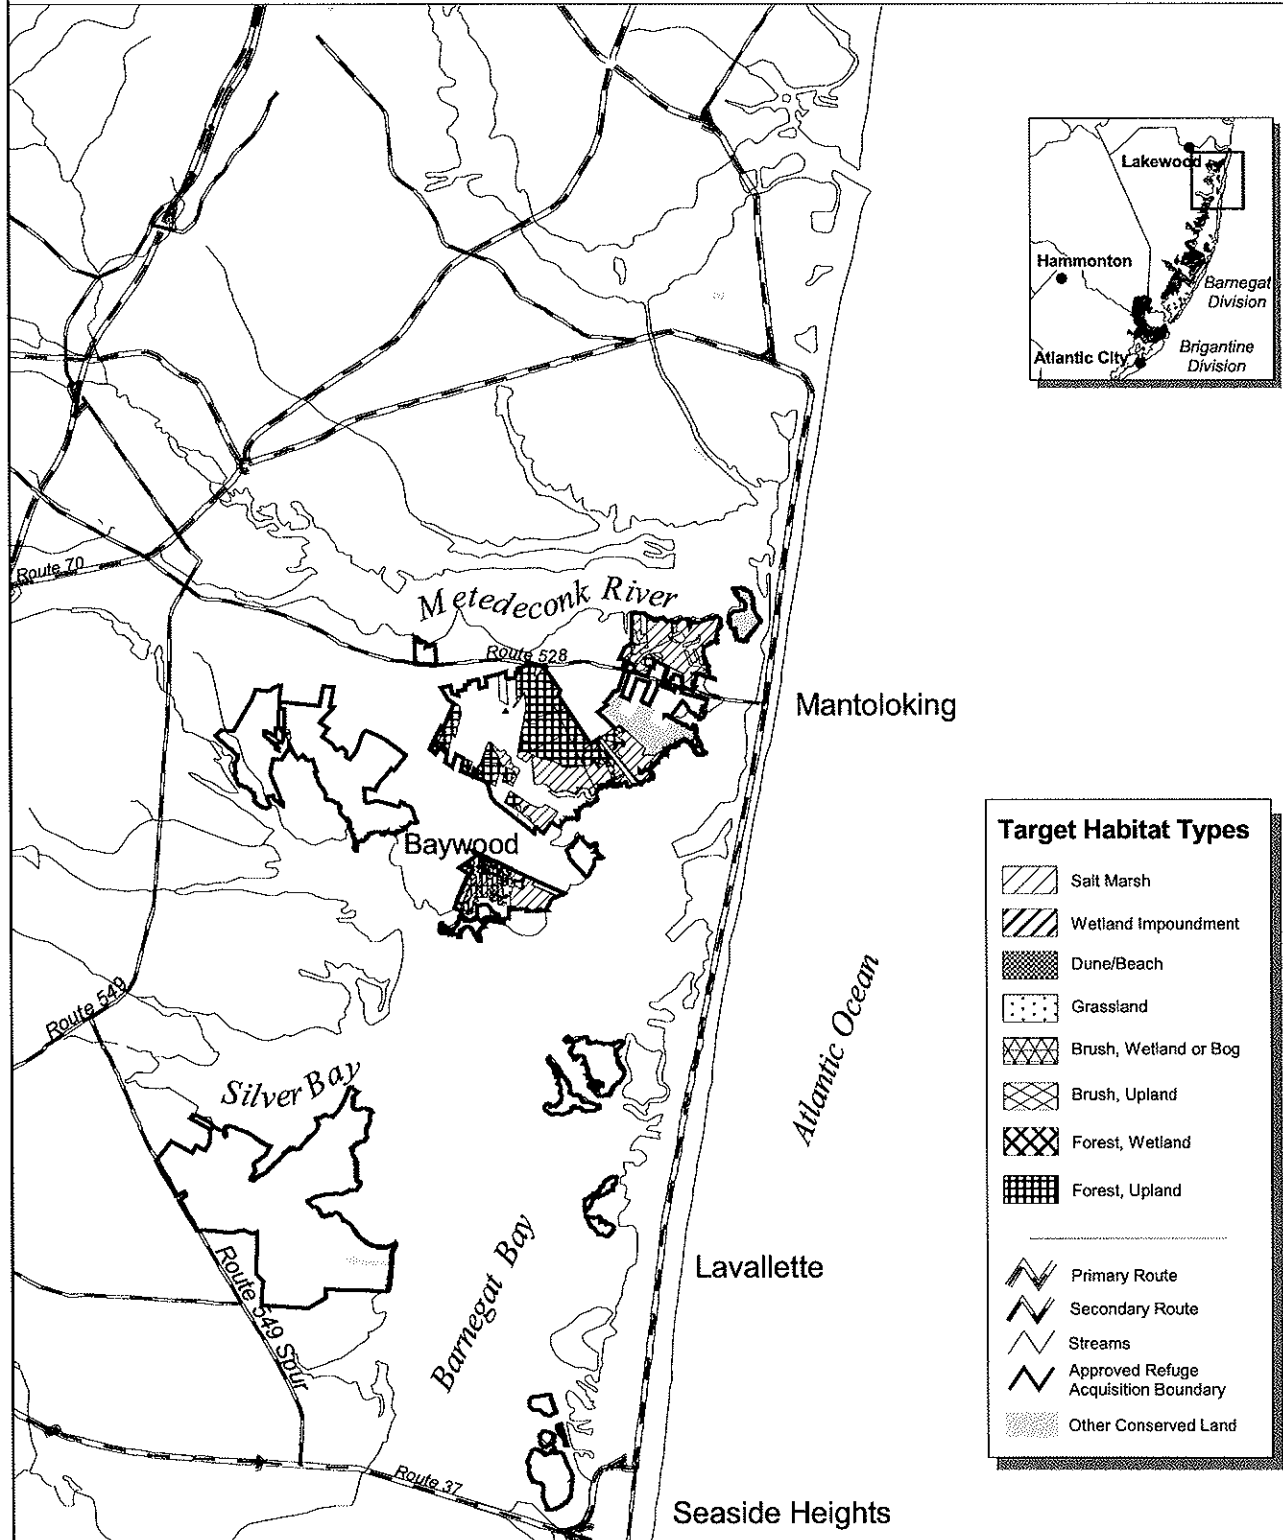 Lakewood
Hammonton
Barnegat
Division
Atlantic City
Brigantine
Division
Route 70
Metedeconk River
Route 528
Mantoloking
Baywood
Target Habitat Types
Salt Marsh
Wetland Impoundment
Dune/Beach
Grassland
Brush, Wetland or Bog
Brush, Upland
Forest, Wetland
Forest, Upland
Primary Route
Secondary Route
Streams
Approved Refuge
Acquisition Boundary
Other Conserved Land
Route 549
Silver Bay
Atlantic Ocean
Barnegat Bay
Lavallette
Route 549 Spur
Route 37
Seaside Heights